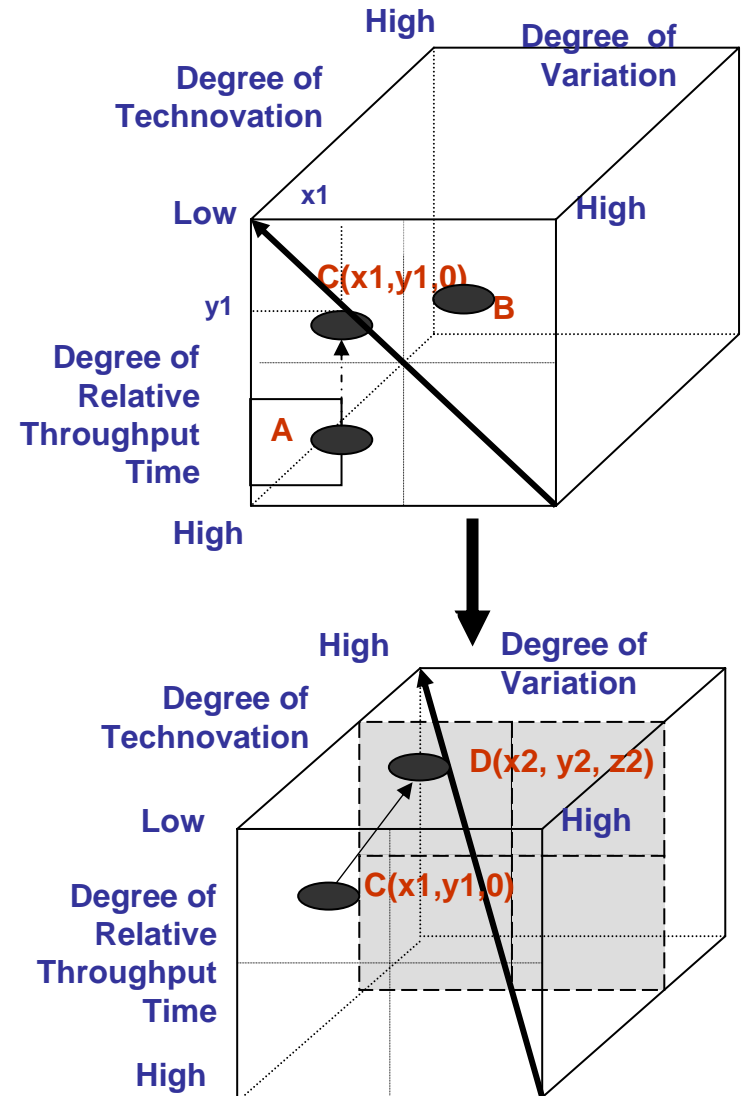 High
Degree of
Variation
Degree of
Technovation
x1
Low
High
C(x1,y1,0)
B
y1
Degree of
Relative
Throughput
Time
A
High
High
Degree of
Variation
Degree of
Technovation
D(x2, y2, z2)
Low
High
C(x1,y1,0)
Degree of
Relative
Throughput
Time
High